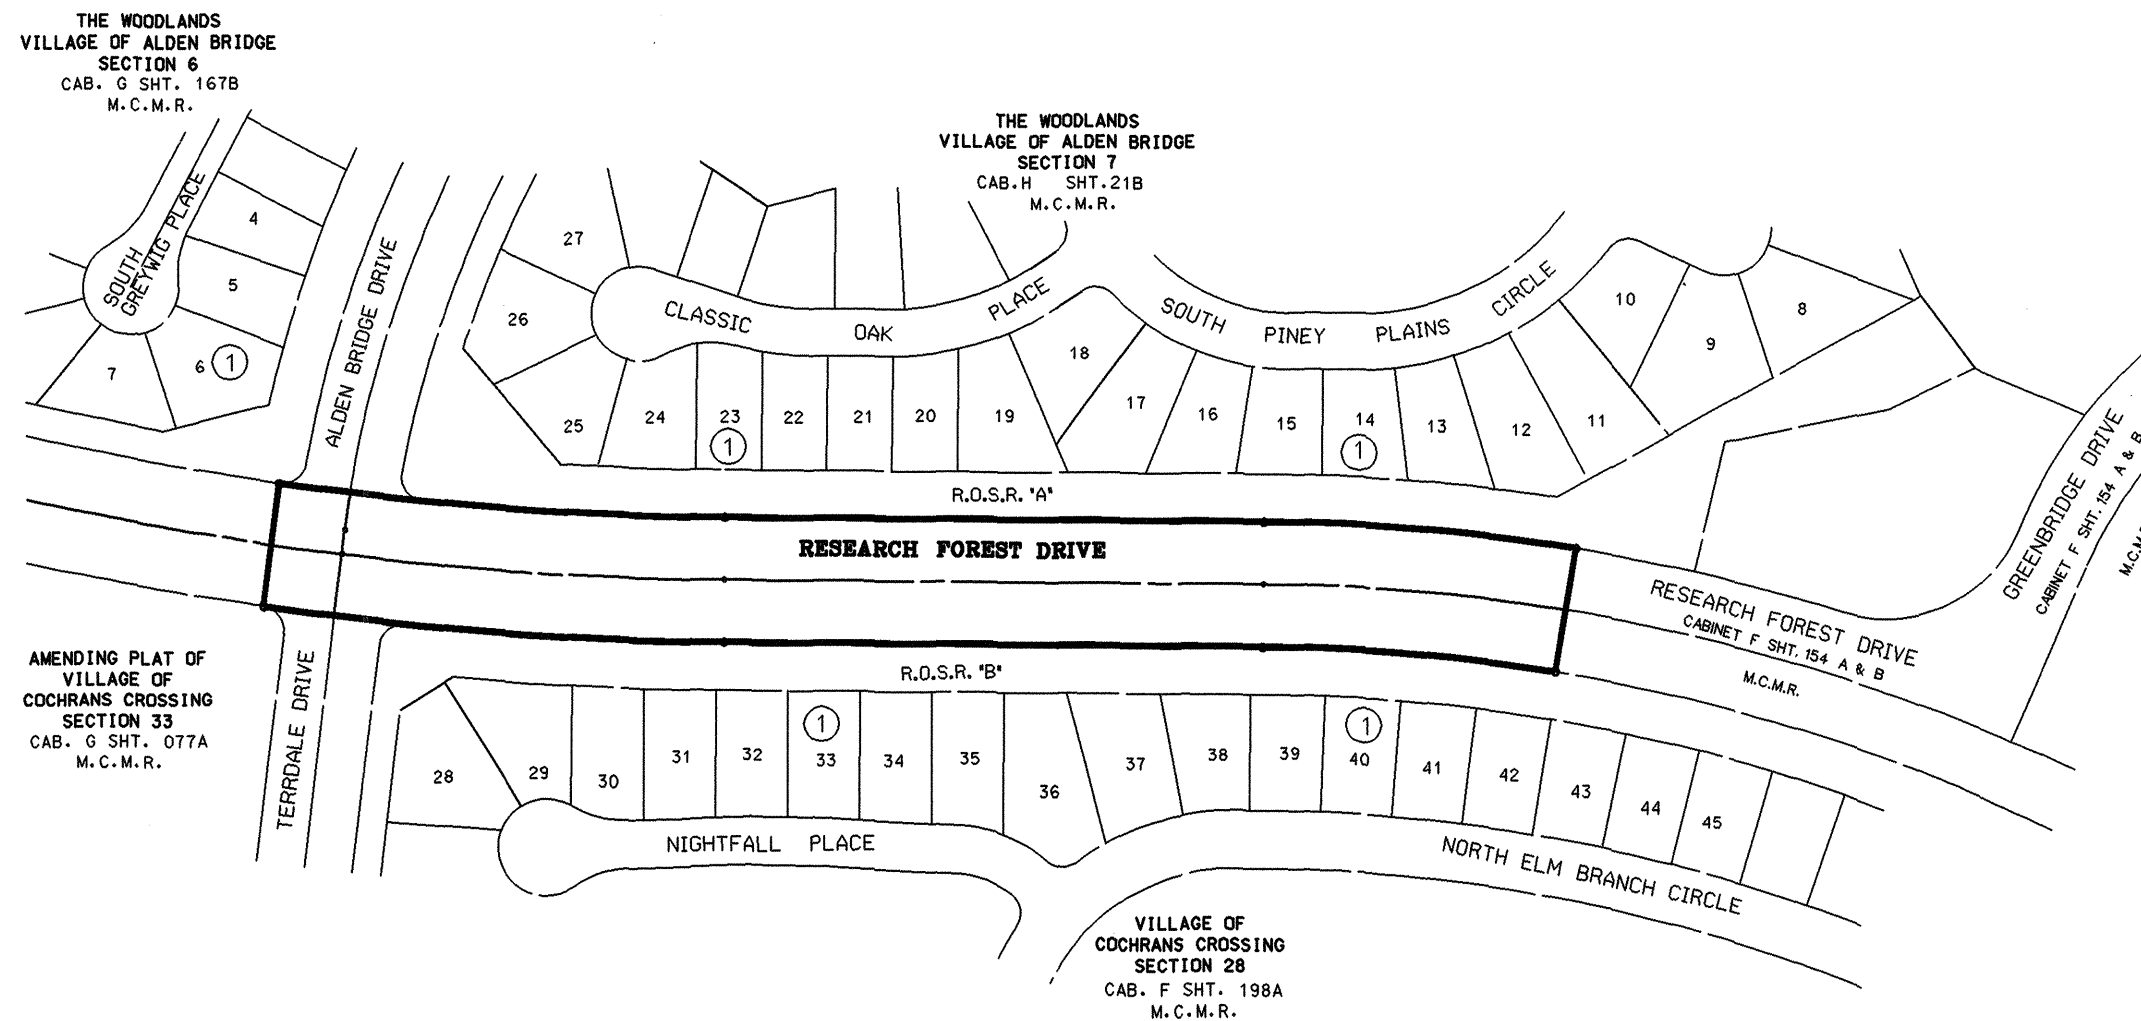 THE WOODLANDS
VILLAGE OF ALDEN BRIDGE
SECTION 6
CAB. G SHT. 167B
M.C.M.R.
THE WOODLANDS
VILLAGE OF ALDEN BRIDGE
SECTION 7
CAB.H SHT.21B
M.C.M.R.
SOUTH
GREYWIG PLACE
4
5
6
1
7
ALDEN BRIDGE DRIVE
27
26
25
24
23
1
22
21
20
19
18
17
16
15
14
1
13
12
11
10
9
8
CLASSIC OAK PLACE
SOUTH PINEY PLAINS CIRCLE
GREENBRIDGE DRIVE
CABINET F SHT. 154 A & B
M.C.M.
R.O.S.R. "A"
RESEARCH FOREST DRIVE
RESEARCH FOREST DRIVE
CABINET F SHT. 154 A & B
M.C.M.R.
R.O.S.R. "B"
AMENDING PLAT OF
VILLAGE OF
COCHRANS CROSSING
SECTION 33
CAB. G SHT. 077A
M.C.M.R.
TERRDALE DRIVE
28
29
30
31
32
1
33
34
35
36
37
38
39
1
40
41
42
43
44
45
NIGHTFALL PLACE
NORTH ELM BRANCH CIRCLE
VILLAGE OF
COCHRANS CROSSING
SECTION 28
CAB. F SHT. 198A
M.C.M.R.